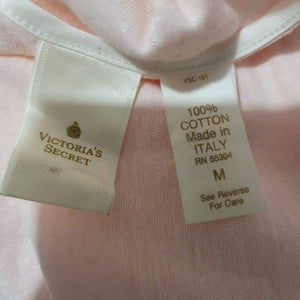 VICTORIA'S
SECRET
VSC-181
100%
COTTON
Made in
ITALY
RN 55304
M
See Reverse
For Care